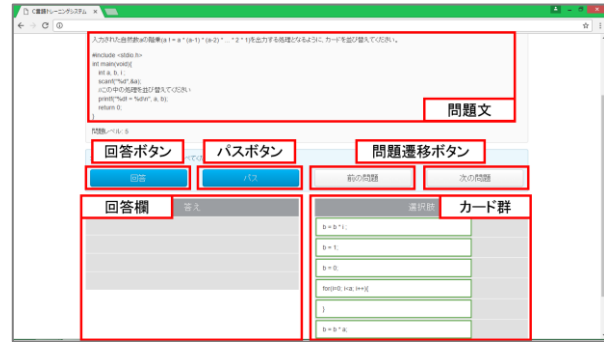 C言語トレーニングシステム
入力された自然数aの階乗(a ! = a * (a-1) * (a-2) * ... * 2 * 1)を出力する処理となるように、カードを並び替えてください。
#include <stdio.h>
int main(void){
int a, b, i ;
scanf("%d",&a);
//この中の処理を並び替えてください
printf("%d! = %d\n", a, b);
return 0;
}
問題文
問題レベル: 5
回答ボタン
パスボタン
問題遷移ボタン
回答
パス
前の問題
次の問題
回答欄
答え
選択肢
カード群
b = b * i ;
b = 1;
b = 0;
for(i=0; i<a; i++){
}
b = b * a;